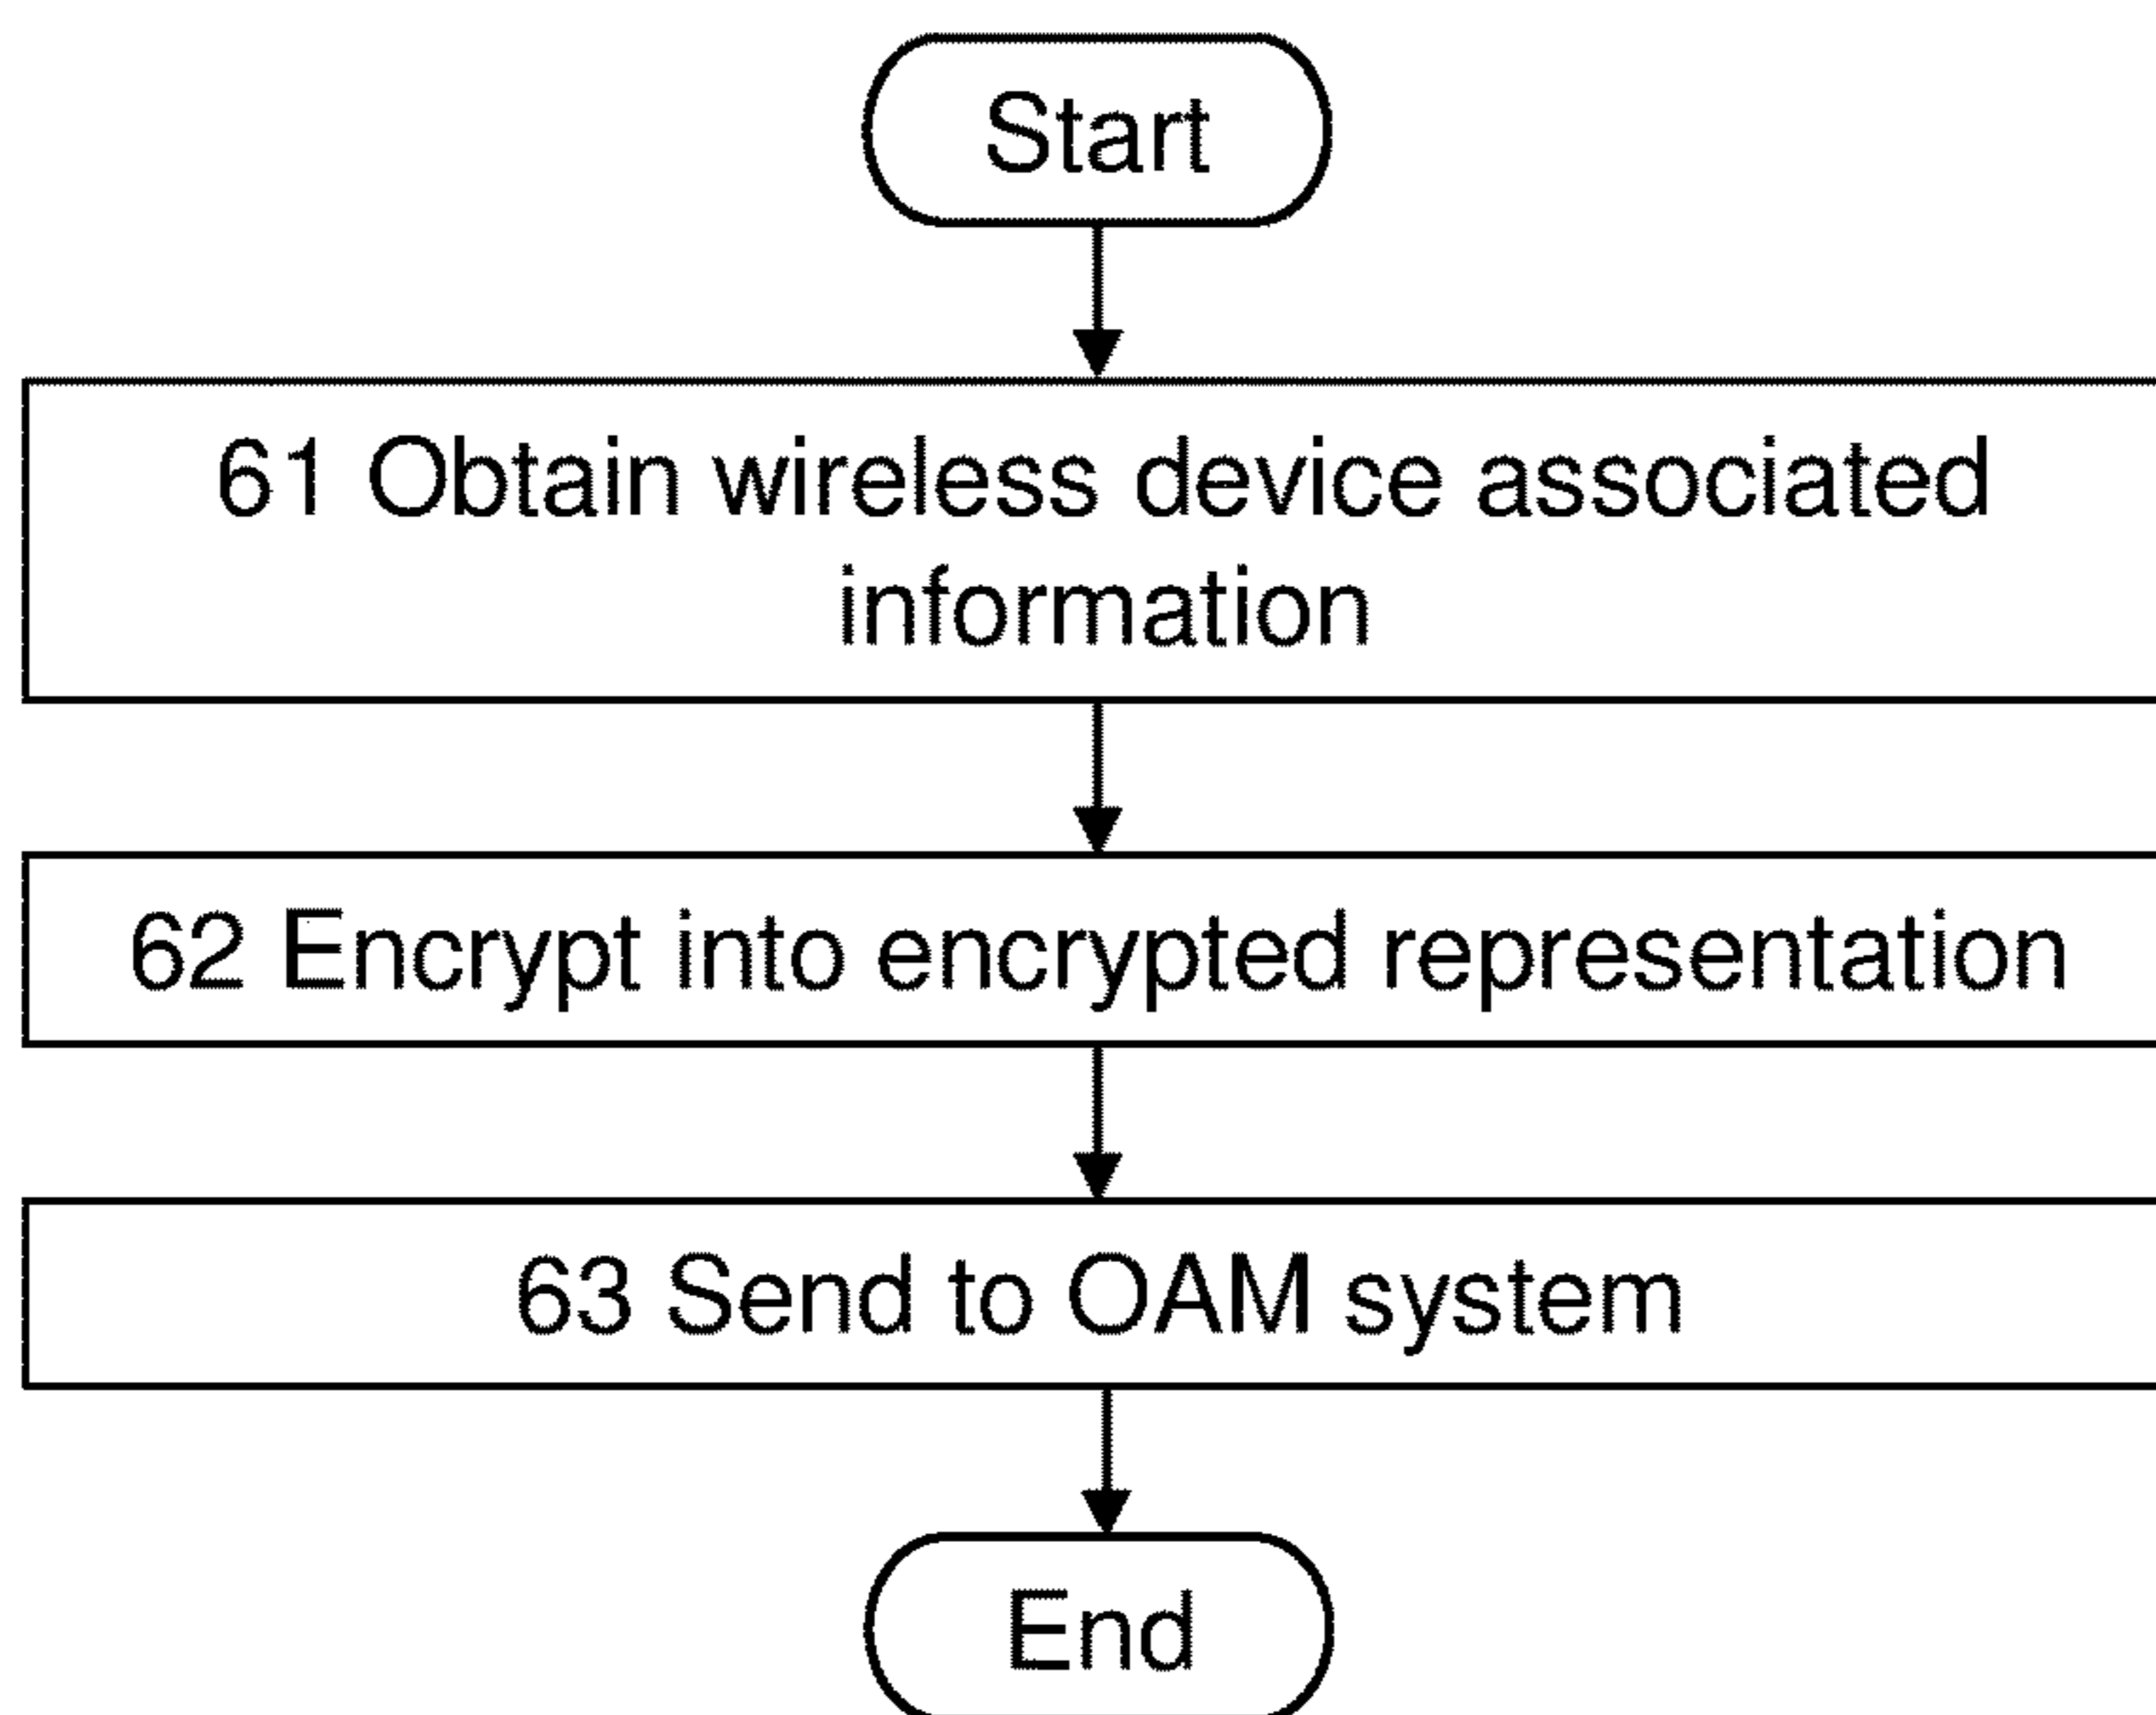 Start
61 Obtain wireless device associated
information
62 Encrypt into encrypted representation
63 Send to OAM system
End